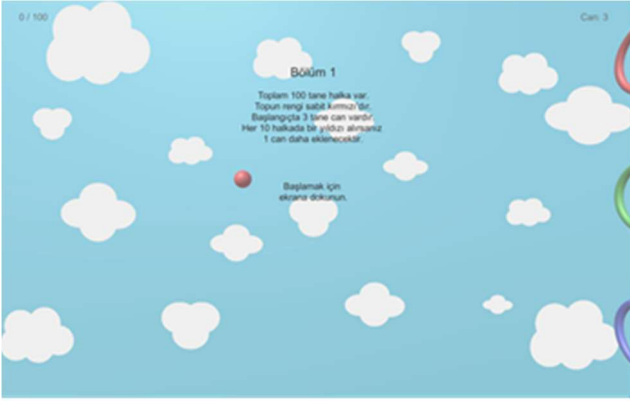 0 / 100
Can: 3
Bölüm 1
Toplam 100 tane halka var.
Topun rengi sabit kırmızı'dır.
Başlangıçta 3 tane can vardır.
Her 10 halkada bir yıldızı alırsanız
1 can daha eklenecektir.
Başlamak için
ekrana dokunun.